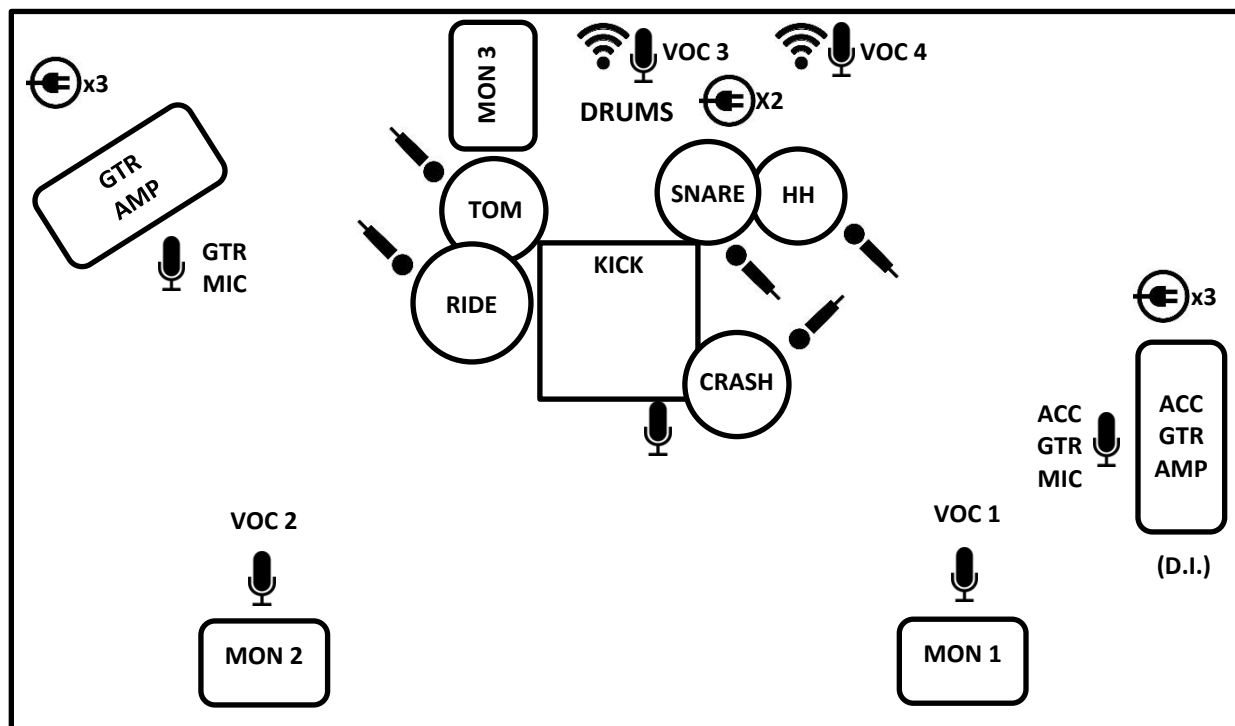 x3
GTR
AMP
GTR
MIC
MON 3
VOC 3
VOC 4
DRUMS
X2
TOM
SNARE
HH
RIDE
KICK
CRASH
x3
ACC
GTR
MIC
ACC
GTR
AMP
(D.I.)
VOC 2
MON 2
VOC 1
MON 1